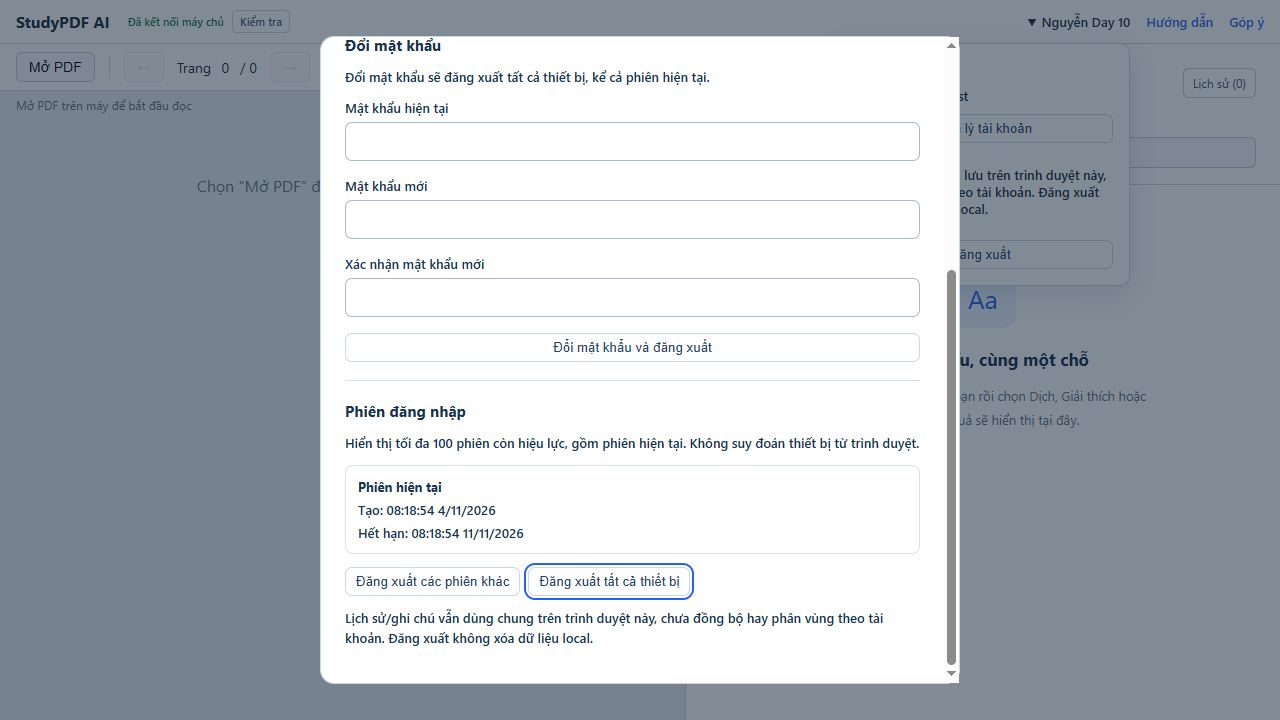 StudyPDF AI
Đã kết nối máy chủ
Kiểm tra
▼ Nguyễn Day 10
Hướng dẫn
Góp ý
Mở PDF
←
Trang 0 / 0
→
Lịch sử (0)
Mở PDF trên máy để bắt đầu đọc
Chọn “Mở PDF” đ
st
lý tài khoản
lưu trên trình duyệt này,
eo tài khoản. Đăng xuất
ocal.
ăng xuất
Aa
u, cùng một chỗ
ạn rồi chọn Dịch, Giải thích hoặc
uả sẽ hiển thị tại đây.
Đổi mật khẩu
Đổi mật khẩu sẽ đăng xuất tất cả thiết bị, kể cả phiên hiện tại.
Mật khẩu hiện tại
Mật khẩu mới
Xác nhận mật khẩu mới
Đổi mật khẩu và đăng xuất
Phiên đăng nhập
Hiển thị tối đa 100 phiên còn hiệu lực, gồm phiên hiện tại. Không suy đoán thiết bị từ trình duyệt.
Phiên hiện tại
Tạo: 08:18:54 4/11/2026
Hết hạn: 08:18:54 11/11/2026
Đăng xuất các phiên khác
Đăng xuất tất cả thiết bị
Lịch sử/ghi chú vẫn dùng chung trên trình duyệt này, chưa đồng bộ hay phân vùng theo tài
khoản. Đăng xuất không xóa dữ liệu local.